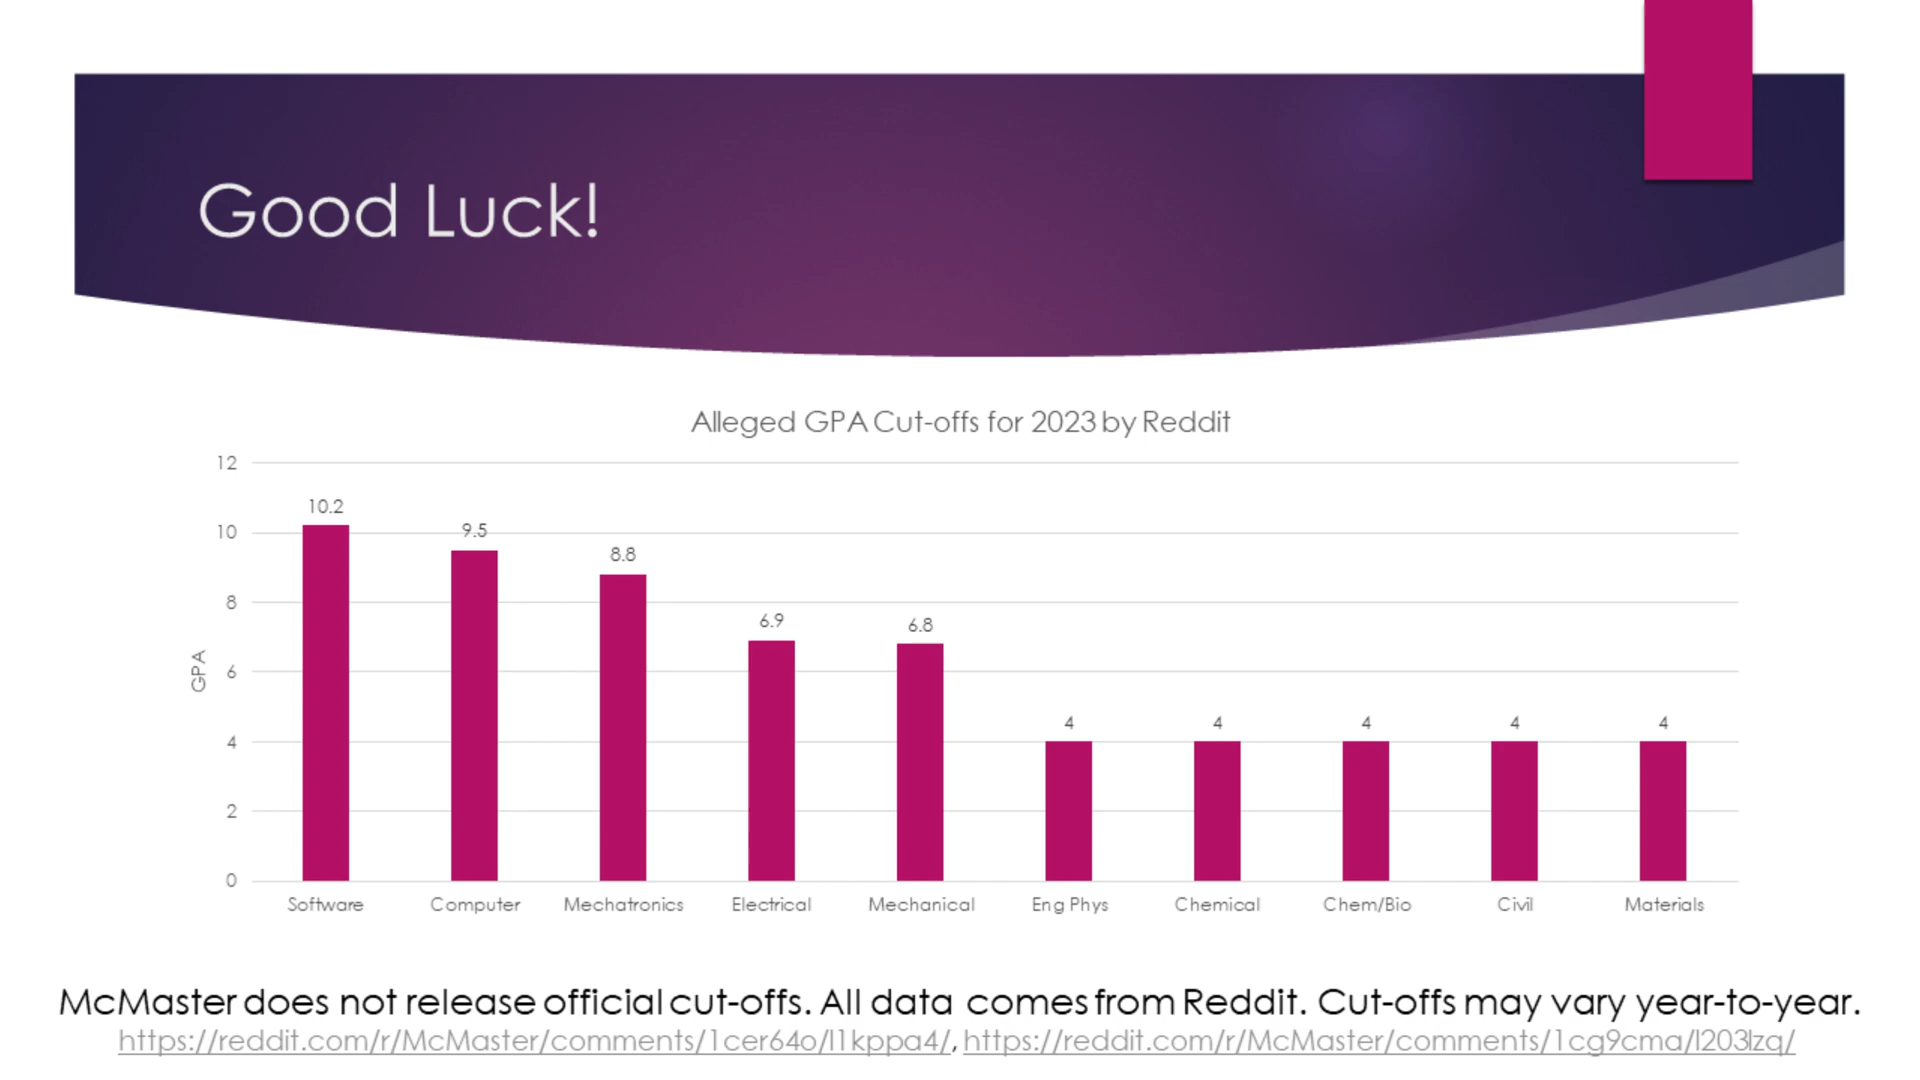 Good Luck!
Alleged GPA Cut-offs for 2023 by Reddit
12
10
8
6
4
2
0
GPA
10.2
9.5
8.8
6.9
6.8
4
4
4
4
4
Software
Computer
Mechatronics
Electrical
Mechanical
Eng Phys
Chemical
Chem/Bio
Civil
Materials
McMaster does not release official cut-offs. All data comes from Reddit. Cut-offs may vary year-to-year.
https://reddit.com/r/McMaster/comments/1cer64o/l1kppa4/, https://reddit.com/r/McMaster/comments/1cg9cma/l203lzq/